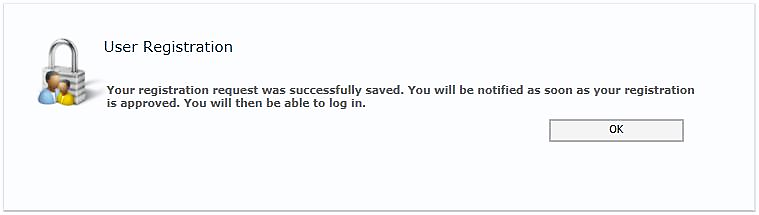 User Registration
Your registration request was successfully saved. You will be notified as soon as your registration
is approved. You will then be able to log in.
OK